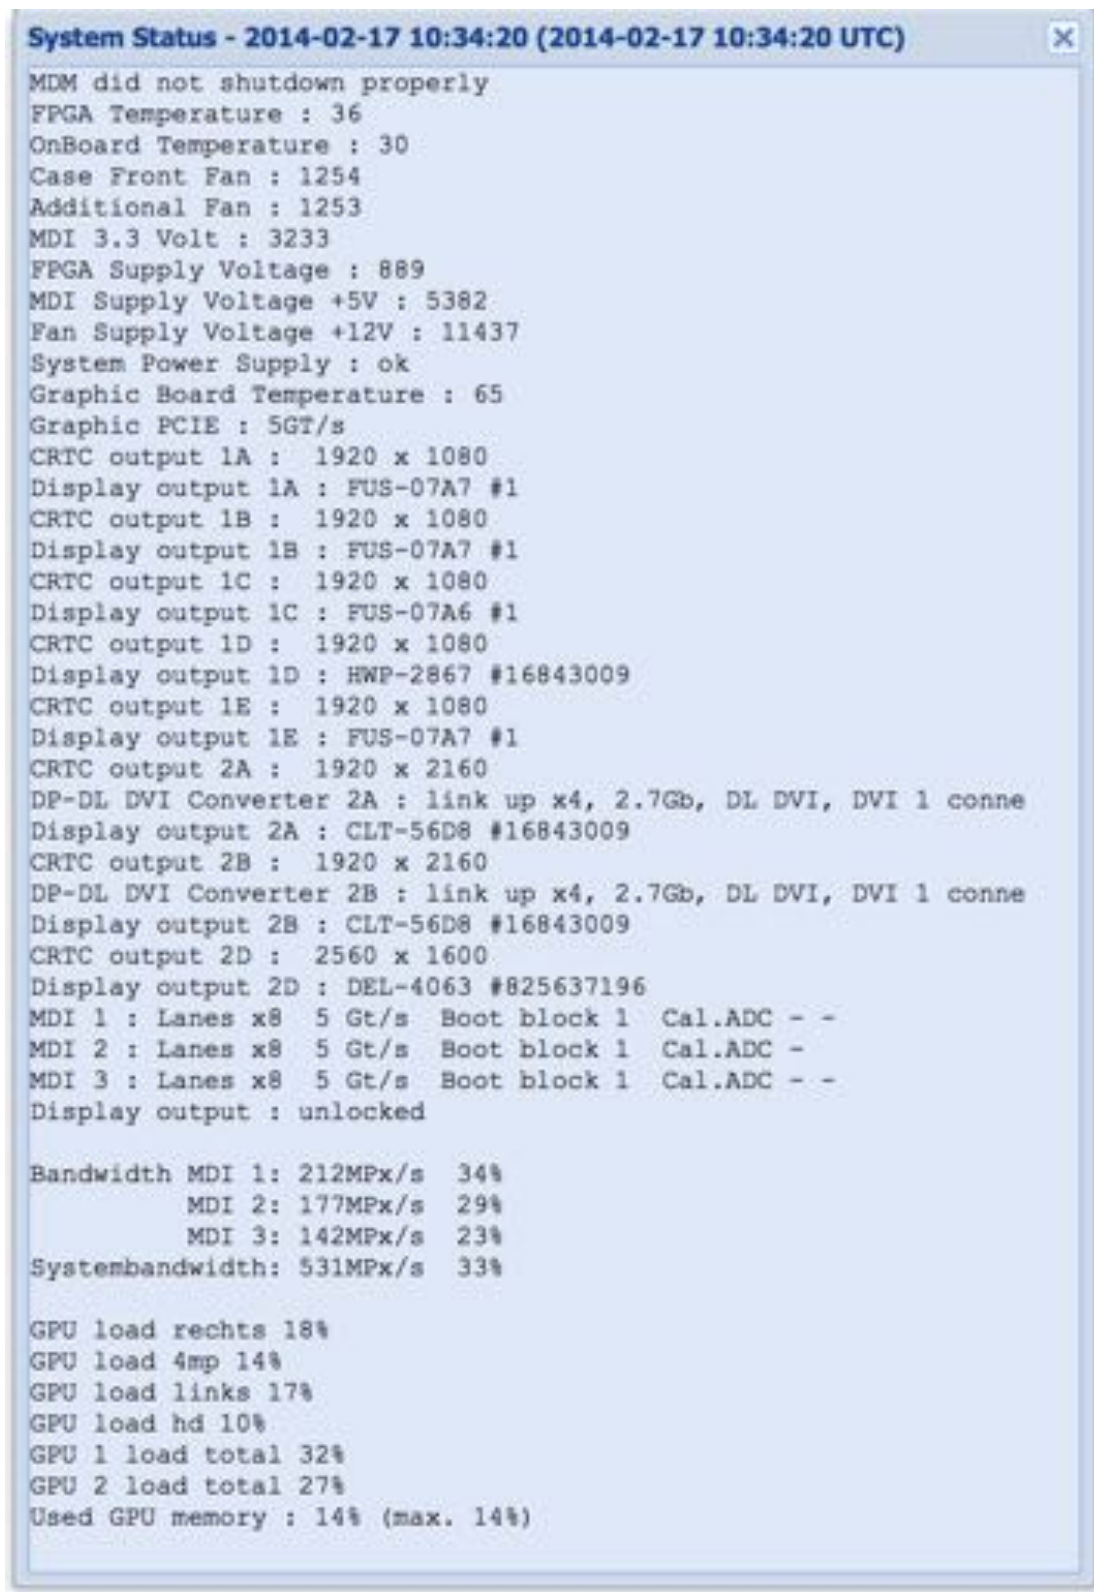 System Status - 2014-02-17 10:34:20 (2014-02-17 10:34:20 UTC)
MDM did not shutdown properly
FPGA Temperature : 36
OnBoard Temperature : 30
Case Front Fan : 1254
Additional Fan : 1253
MDI 3.3 Volt : 3233
FPGA Supply Voltage : 889
MDI Supply Voltage +5V : 5382
Fan Supply Voltage +12V : 11437
System Power Supply : ok
Graphic Board Temperature : 65
Graphic PCIE : 5GT/s
CRTC output 1A :  1920 x 1080
Display output 1A : FUS-07A7 #1
CRTC output 1B :  1920 x 1080
Display output 1B : FUS-07A7 #1
CRTC output 1C :  1920 x 1080
Display output 1C : FUS-07A6 #1
CRTC output 1D :  1920 x 1080
Display output 1D : HWP-2867 #16843009
CRTC output 1E :  1920 x 1080
Display output 1E : FUS-07A7 #1
CRTC output 2A :  1920 x 2160
DP-DL DVI Converter 2A : link up x4, 2.7Gb, DL DVI, DVI 1 conne
Display output 2A : CLT-56D8 #16843009
CRTC output 2B :  1920 x 2160
DP-DL DVI Converter 2B : link up x4, 2.7Gb, DL DVI, DVI 1 conne
Display output 2B : CLT-56D8 #16843009
CRTC output 2D :  2560 x 1600
Display output 2D : DEL-4063 #825637196
MDI 1 : Lanes x8  5 Gt/s  Boot block 1  Cal.ADC - -
MDI 2 : Lanes x8  5 Gt/s  Boot block 1  Cal.ADC -
MDI 3 : Lanes x8  5 Gt/s  Boot block 1  Cal.ADC - -
Display output : unlocked
Bandwidth MDI 1: 212MPx/s  34%
MDI 2: 177MPx/s  29%
MDI 3: 142MPx/s  23%
Systembandwidth: 531MPx/s  33%
GPU load rechts 18%
GPU load 4mp 14%
GPU load links 17%
GPU load hd 10%
GPU 1 load total 32%
GPU 2 load total 27%
Used GPU memory : 14% (max. 14%)